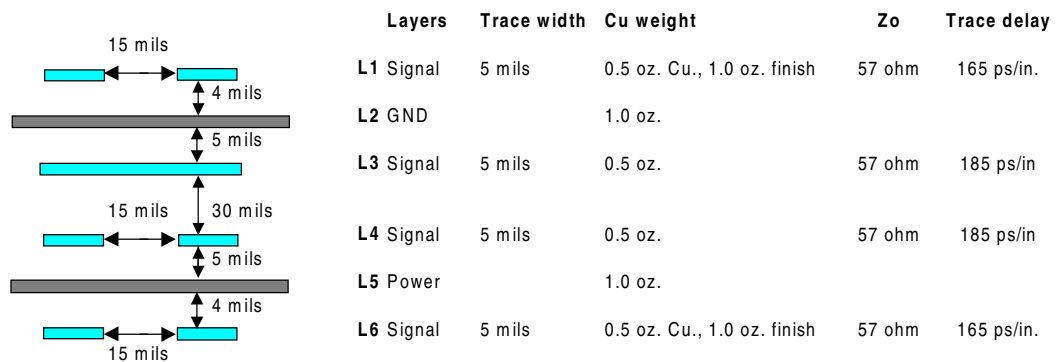 Layers Trace width Cu weight Zo Trace delay
15 mils
L1 Signal 5 mils 0.5 oz. Cu., 1.0 oz. finish 57 ohm 165 ps/in.
4 mils
L2 GND 1.0 oz.
5 mils
L3 Signal 5 mils 0.5 oz. 57 ohm 185 ps/in
15 mils 30 mils
L4 Signal 5 mils 0.5 oz. 57 ohm 185 ps/in
5 mils
L5 Power 1.0 oz.
4 mils
L6 Signal 5 mils 0.5 oz. Cu., 1.0 oz. finish 57 ohm 165 ps/in.
15 mils